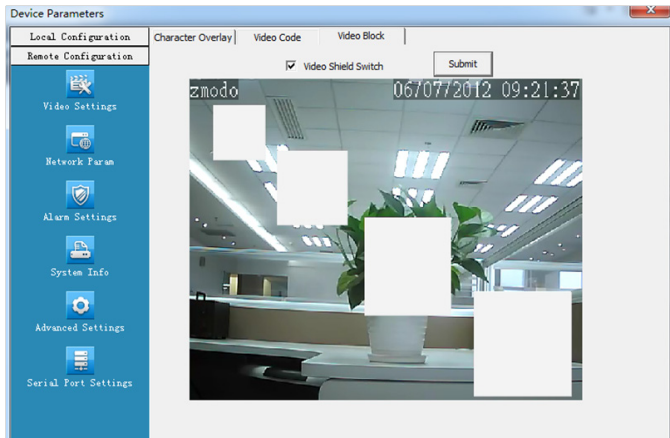 Device Parameters
Local Configuration
Remote Configuration
Video Settings
Network Param
Alarm Settings
System Info
Advanced Settings
Serial Port Settings
Character Overlay Video Code Video Block
Video Shield Switch Submit
zmodo 06/07/2012 09:21:37